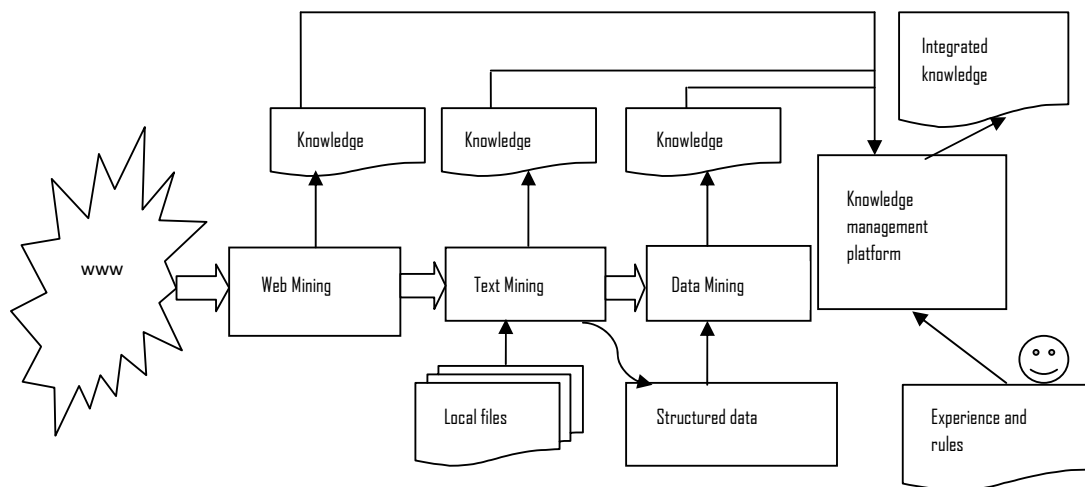 Integrated
knowledge
Knowledge
Knowledge
Knowledge
Knowledge
management
platform
www
Web Mining
Text Mining
Data Mining
Local files
Structured data
Experience and
rules